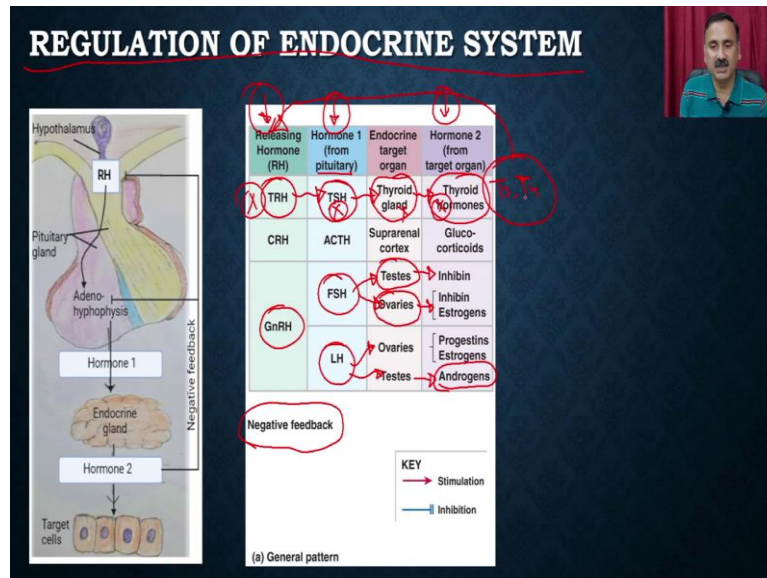 REGULATION OF ENDOCRINE SYSTEM
Hypothalamus
RH
Pituitary
gland
Adeno-
hyphophysis
Hormone 1
Endocrine
gland
Hormone 2
Target
cells
Negative feedback
Releasing Hormone (RH)
Hormone 1 (from pituitary)
Endocrine target organ
Hormone 2 (from target organ)
TRH TSH Thyroid gland Thyroid hormones T3, T4
CRH ACTH Suprarenal cortex Gluco-corticoids
GnRH
FSH
Testes Inhibin
Ovaries Inhibin Estrogens
LH
Ovaries Progestins Estrogens
Testes Androgens
Negative feedback
KEY
Stimulation
Inhibition
(a) General pattern